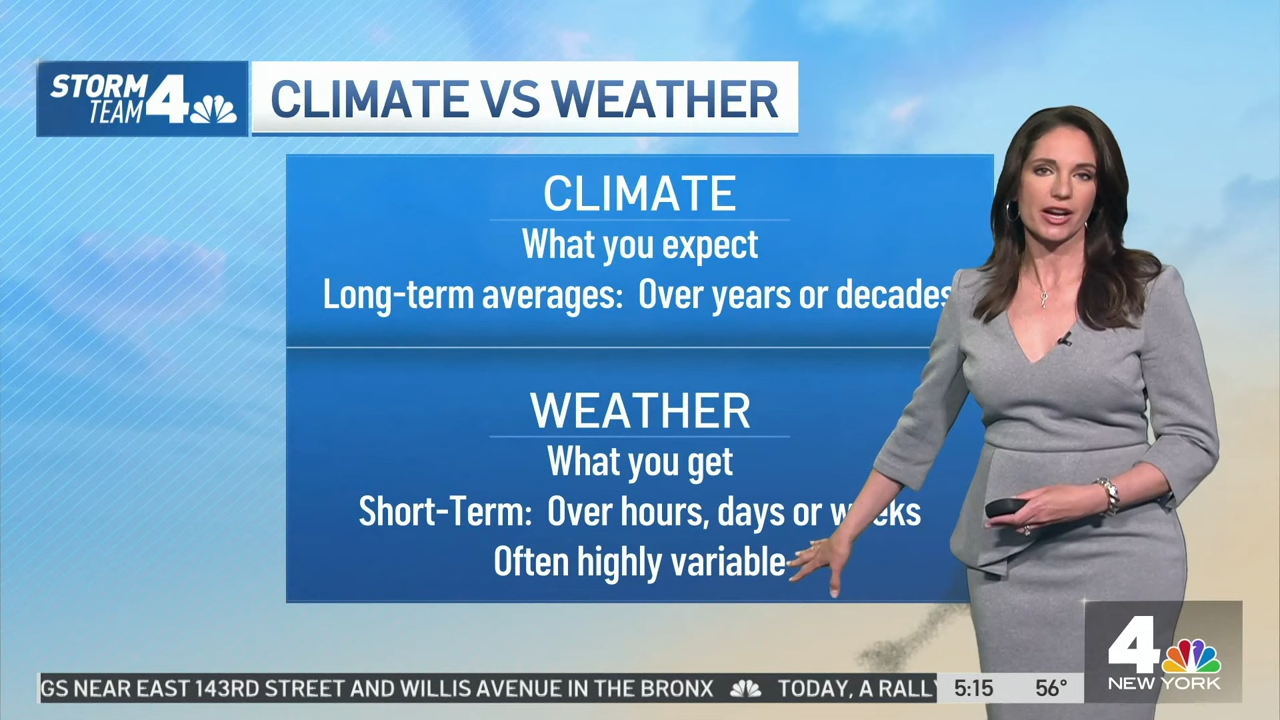 STORM
TEAM 4
CLIMATE VS WEATHER
CLIMATE
What you expect
Long-term averages: Over years or decades
WEATHER
What you get
Short-Term: Over hours, days or weeks
Often highly variable
4
NEW YORK
GS NEAR EAST 143RD STREET AND WILLIS AVENUE IN THE BRONX TODAY, A RALLY 5:15 56°